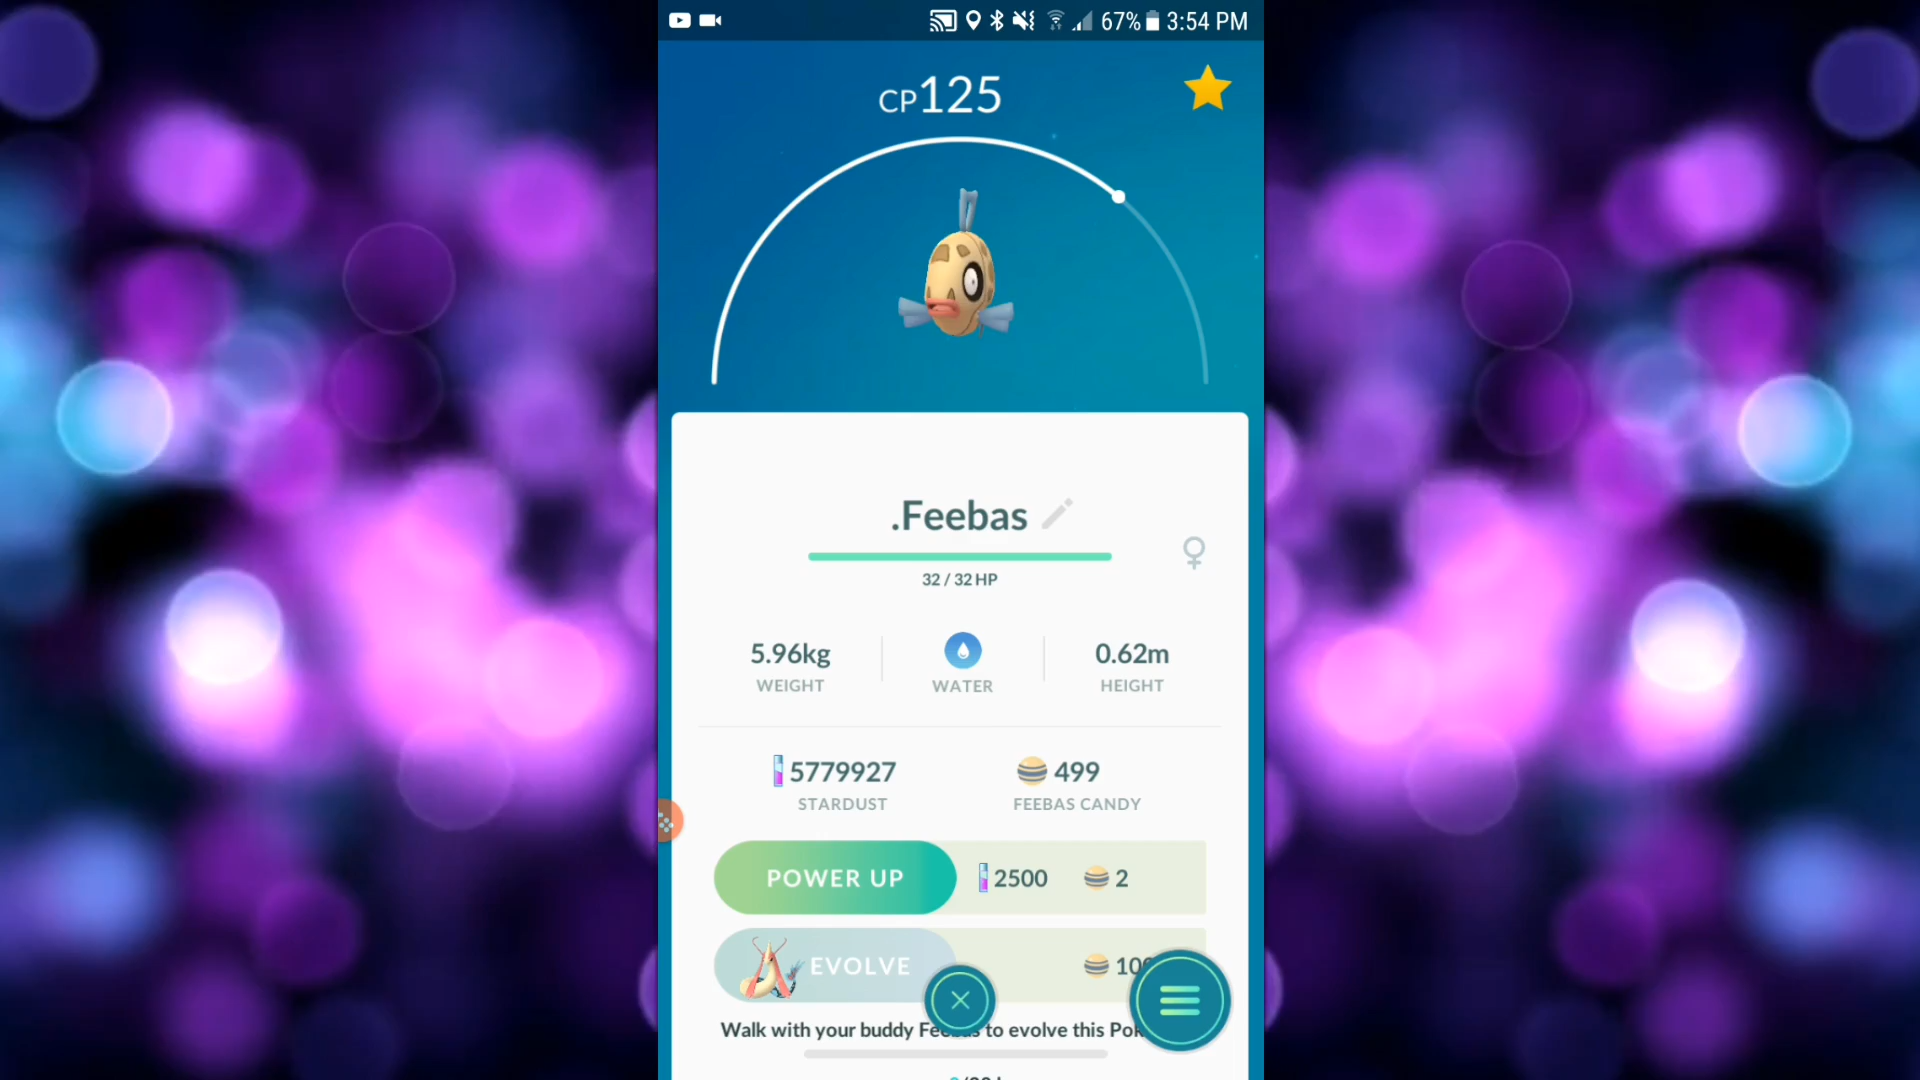 67% 3:54 PM
CP125
.Feebas
32 / 32 HP
5.96kg WATER 0.62m
WEIGHT HEIGHT
5779927 499
STARDUST FEEBAS CANDY
POWER UP 2500 2
EVOLVE
Walk with your buddy to evolve this